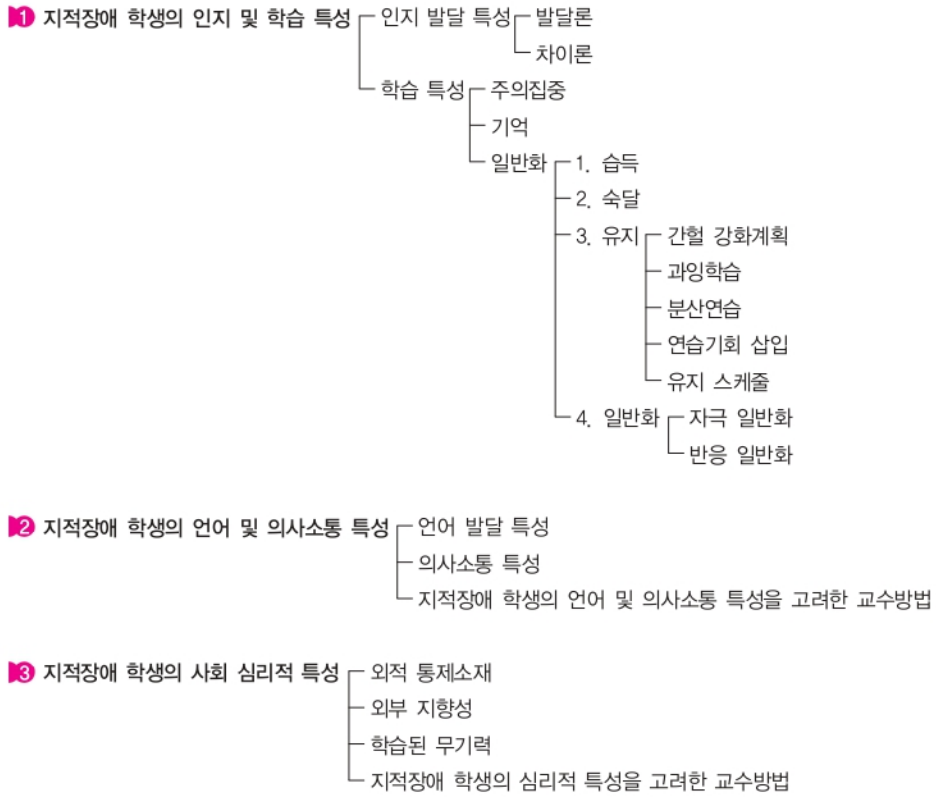 1 지적장애 학생의 인지 및 학습 특성 인지 발달 특성 발달론
차이론
학습 특성 주의집중
기억
일반화 1. 습득
2. 숙달
3. 유지 간헐 강화계획
과잉학습
분산연습
연습기회 삽입
유지 스케줄
4. 일반화 자극 일반화
반응 일반화
2 지적장애 학생의 언어 및 의사소통 특성 언어 발달 특성
의사소통 특성
지적장애 학생의 언어 및 의사소통 특성을 고려한 교수방법
3 지적장애 학생의 사회 심리적 특성 외적 통제소재
외부 지향성
학습된 무기력
지적장애 학생의 심리적 특성을 고려한 교수방법